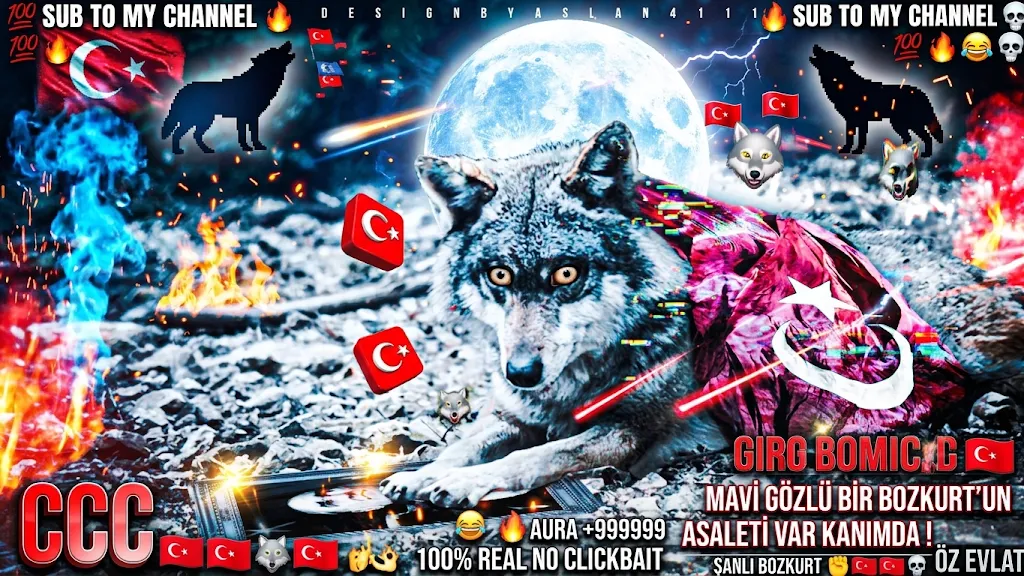 💯 SUB TO MY CHANNEL 🔥
DESIGNBYASLAN4111
🔥 SUB TO MY CHANNEL 💀
GIRG BOMIC
CCC
MAVİ GÖZLÜ BİR BOZKURT'UN
ASALETİ VAR KANIMDA !
😂 🔥 AURA +999999
100% REAL NO CLICKBAIT
ŞANLI BOZKURT ✊🇹🇷🇹🇷💀 ÖZ EVLAT